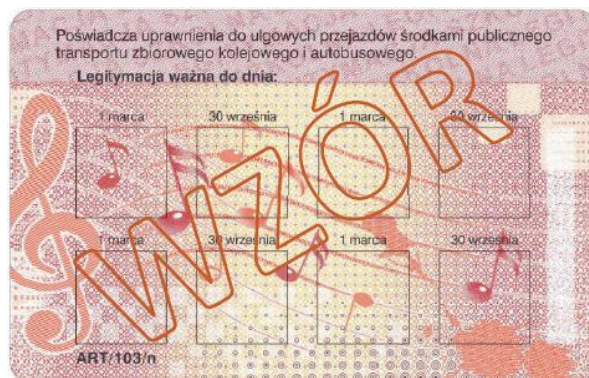 Poświadcza uprawnienia do ulgowych przejazdów środkami publicznego
transportu zbiorowego kolejowego i autobusowego.
Legitymacja ważna do dnia:
1 marca 30 września 1 marca 30 września
WZÓR
1 marca 30 września 1 marca 30 września
ART/103/n